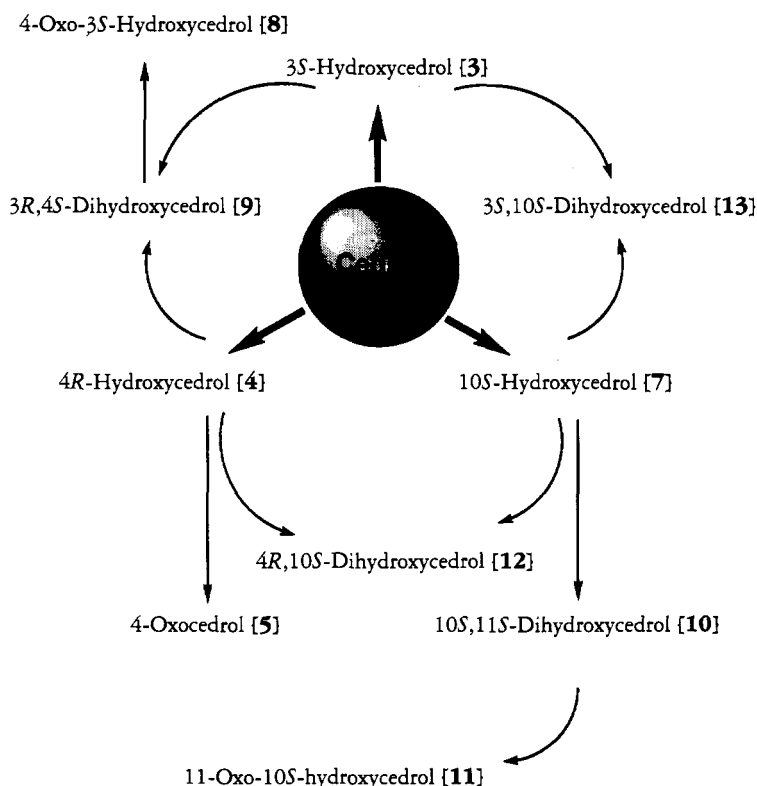 4-Oxo-3S-Hydroxycedrol {8}
3S-Hydroxycedrol {3}
3R,4S-Dihydroxycedrol {9}
3S,10S-Dihydroxycedrol {13}
4R-Hydroxycedrol {4}
10S-Hydroxycedrol {7}
4R,10S-Dihydroxycedrol {12}
4-Oxocedrol {5}
10S,11S-Dihydroxycedrol {10}
11-Oxo-10S-hydroxycedrol {11}